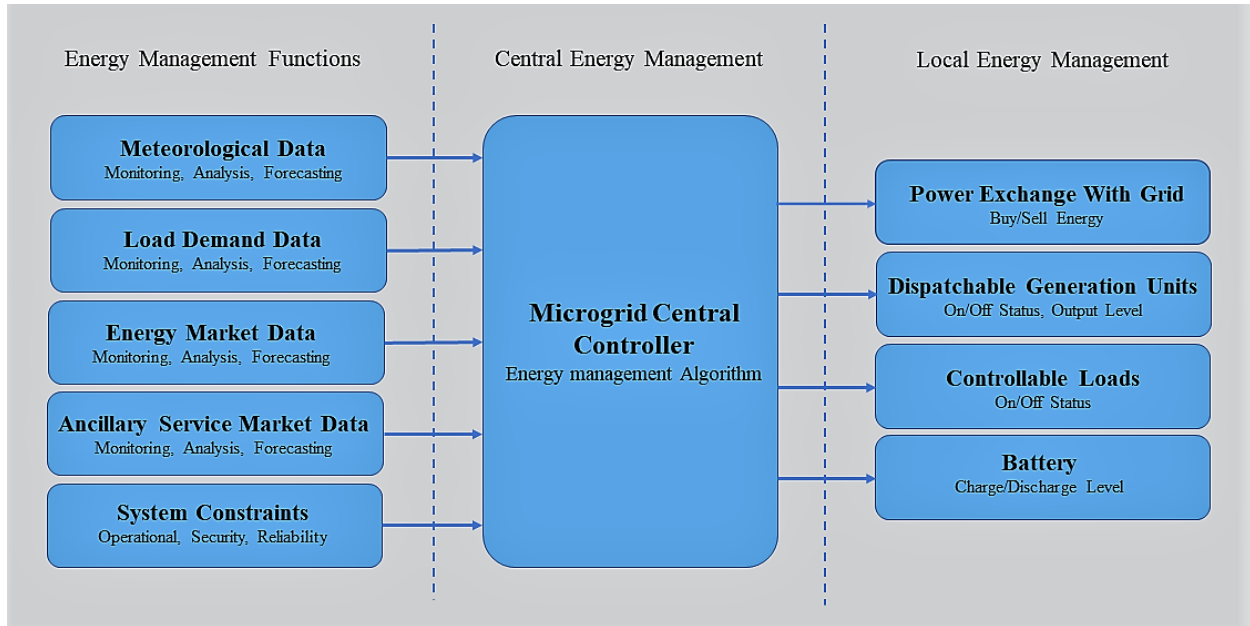 Energy Management Functions
Central Energy Management
Local Energy Management
Meteorological Data
Monitoring, Analysis, Forecasting
Load Demand Data
Monitoring, Analysis, Forecasting
Energy Market Data
Monitoring, Analysis, Forecasting
Ancillary Service Market Data
Monitoring, Analysis, Forecasting
System Constraints
Operational, Security, Reliability
Microgrid Central
Controller
Energy management Algorithm
Power Exchange With Grid
Buy/Sell Energy
Dispatchable Generation Units
On/Off Status, Output Level
Controllable Loads
On/Off Status
Battery
Charge/Discharge Level